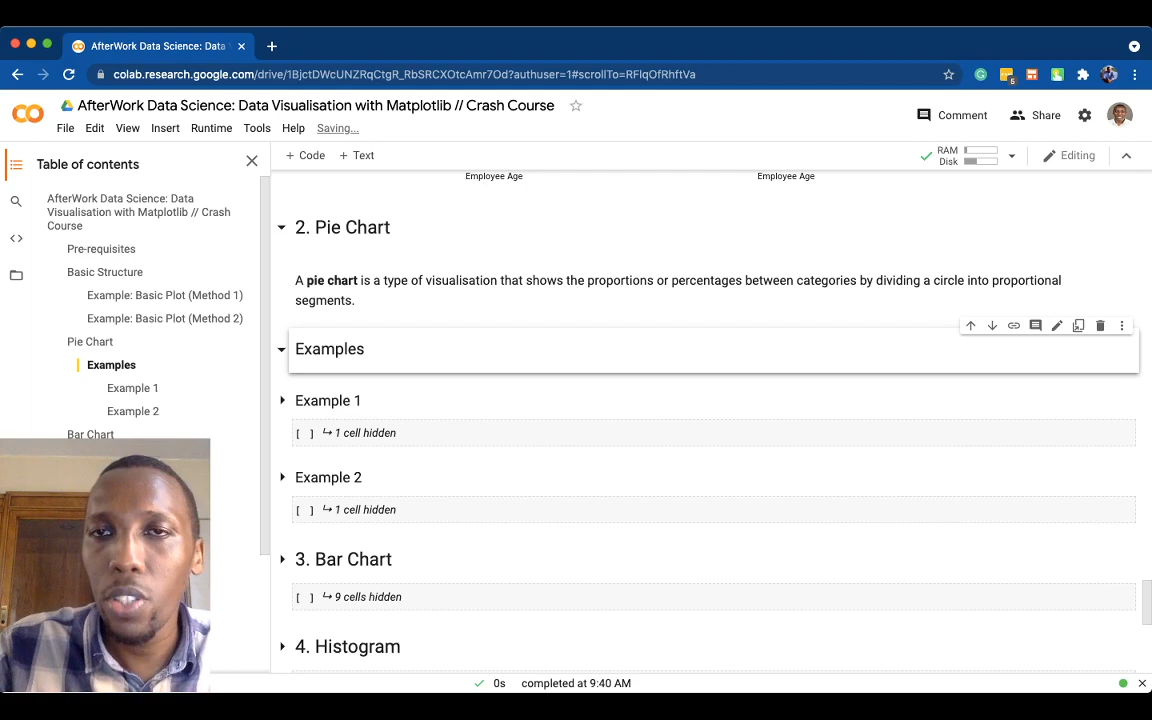 AfterWork Data Science: Data
colab.research.google.com/drive/1BjctDWcUNZRqCtgR_RbSRCXOtcAmr7Od?authuser=1#scrollTo=RFlqOfRhftVa
6
AfterWork Data Science: Data Visualisation with Matplotlib // Crash Course
File Edit View Insert Runtime Tools Help Saving...
Comment Share
Table of contents
+ Code + Text
RAM
Disk
Editing
Employee Age Employee Age
AfterWork Data Science: Data
Visualisation with Matplotlib // Crash
Course
Pre-requisites
Basic Structure
Example: Basic Plot (Method 1)
Example: Basic Plot (Method 2)
Pie Chart
Examples
Example 1
Example 2
Bar Chart
2. Pie Chart
A pie chart is a type of visualisation that shows the proportions or percentages between categories by dividing a circle into proportional
segments.
Examples
Example 1
[ ] ↳ 1 cell hidden
Example 2
[ ] ↳ 1 cell hidden
3. Bar Chart
[ ] ↳ 9 cells hidden
4. Histogram
0s completed at 9:40 AM